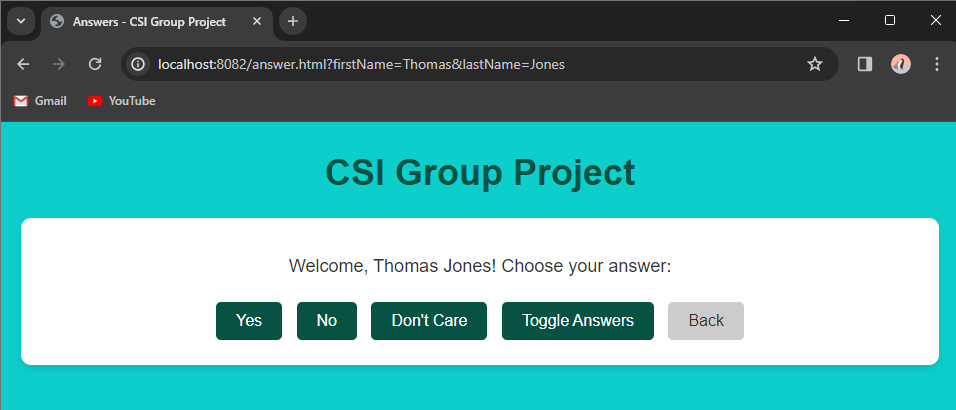 Answers - CSI Group Project
localhost:8082/answer.html?firstName=Thomas&lastName=Jones
Gmail YouTube
CSI Group Project
Welcome, Thomas Jones! Choose your answer:
Yes No Don't Care Toggle Answers Back